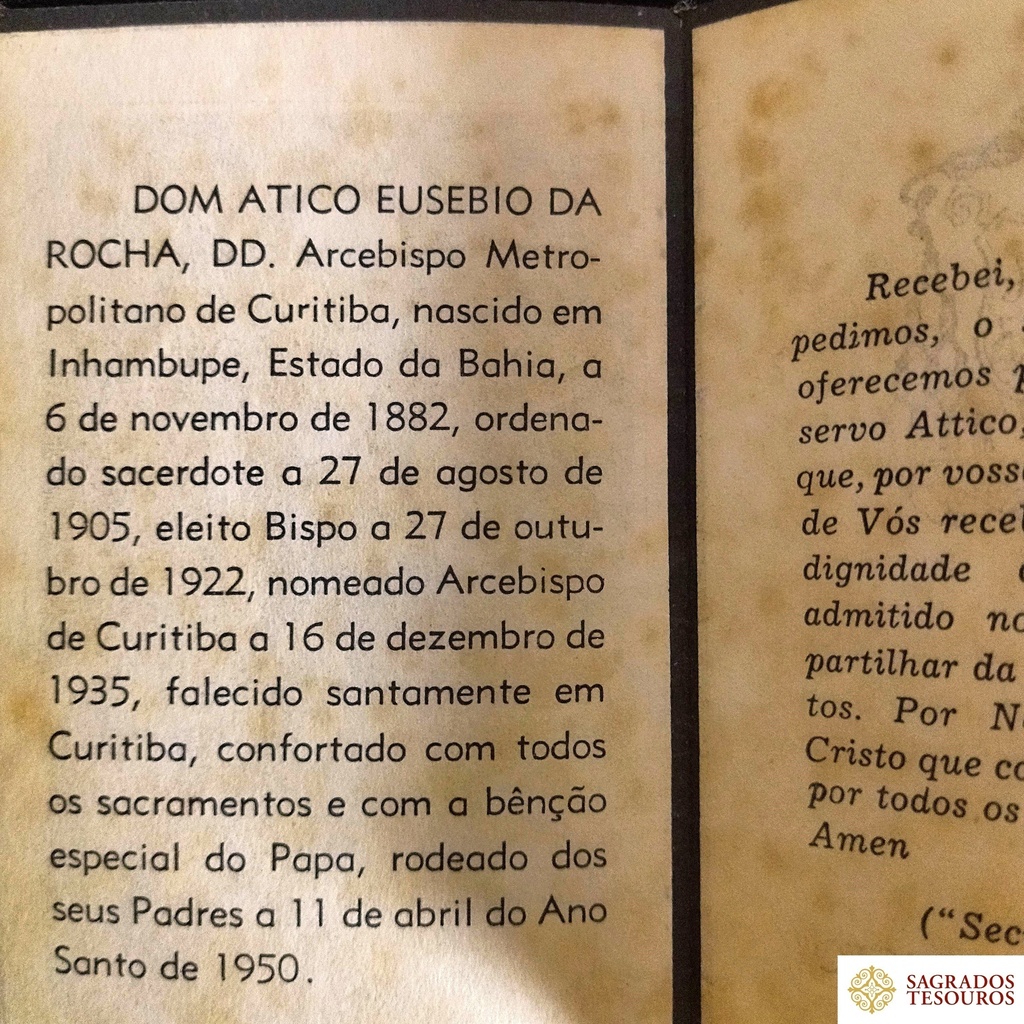 DOM ATICO EUSEBIO DA
ROCHA, DD. Arcebispo Metro-
politano de Curitiba, nascido em
Inhambupe, Estado da Bahia, a
6 de novembro de 1882, ordena-
do sacerdote a 27 de agosto de
1905, eleito Bispo a 27 de outu-
bro de 1922, nomeado Arcebispo
de Curitiba a 16 de dezembro de
1935, falecido santamente em
Curitiba, confortado com todos
os sacramentos e com a bênção
especial do Papa, rodeado dos
seus Padres a 11 de abril do Ano
Santo de 1950.
Recebei,
pedimos, o
oferecemos
servo Attico,
que, por
de Vós
dignidade
admitido
partilhar da
tos. Por
Cristo que
por todos os
Amen
("Sec
SAGRADOS
TESOUROS